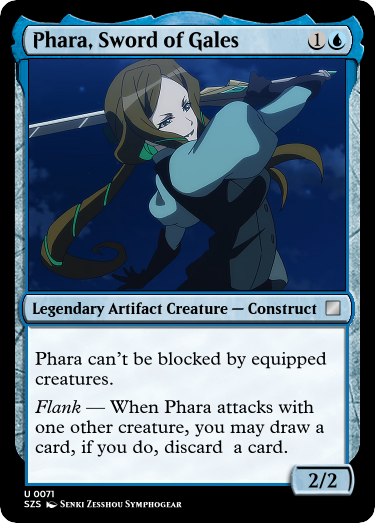 Phara, Sword of Gales 1
Legendary Artifact Creature — Construct
Phara can't be blocked by equipped
creatures.
Flank — When Phara attacks with
one other creature, you may draw a
card, if you do, discard a card.
2/2
U 0071
SZS Senki Zesshou Symphogear